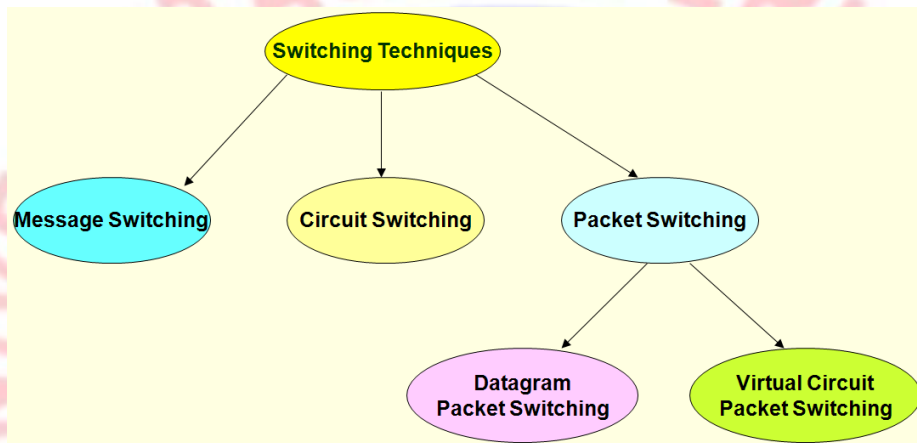 Switching Techniques
Message Switching
Circuit Switching
Packet Switching
Datagram
Packet Switching
Virtual Circuit
Packet Switching